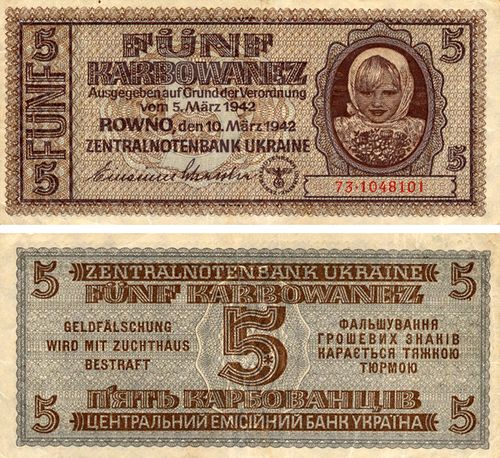 5 FÜNF 5
FÜNF
KARBOWANEZ
Ausgegeben auf Grund der Verordnung
vom 5. März 1942
ROWNO, den 10. März 1942
ZENTRALNOTENBANK UKRAINE
5
5
73·1048101
5 ZENTRALNOTENBANK UKRAINE 5
FÜNF KARBOWANEZ
GELDFÄLSCHUNG
WIRD MIT ZUCHTHAUS
BESTRAFT
5
ФАЛЬШУВАННЯ
ГРОШЕВИХ ЗНАКІВ
КАРАЄТЬСЯ ТЯЖКОЮ
ТЮРМОЮ
ПЯТЬ КАРБОВАНЦІВ
5 ЦЕНТРАЛЬНИЙ ЕМІСІЙНИЙ БАНК УКРАЇНА 5